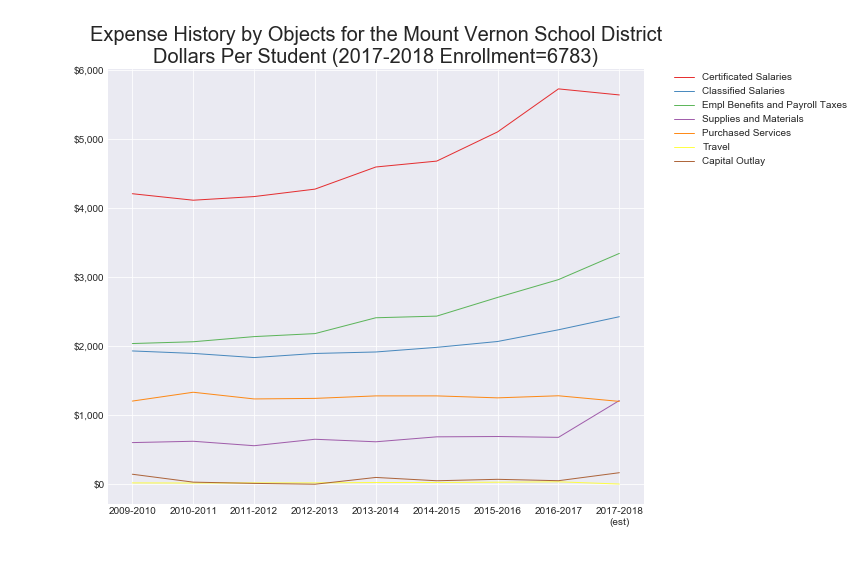 Expense History by Objects for the Mount Vernon School District
Dollars Per Student (2017-2018 Enrollment=6783)
$6,000
$5,000
$4,000
$3,000
$2,000
$1,000
$0
2009-2010 2010-2011 2011-2012 2012-2013 2013-2014 2014-2015 2015-2016 2016-2017 2017-2018
(est)
Certificated Salaries
Classified Salaries
Empl Benefits and Payroll Taxes
Supplies and Materials
Purchased Services
Travel
Capital Outlay